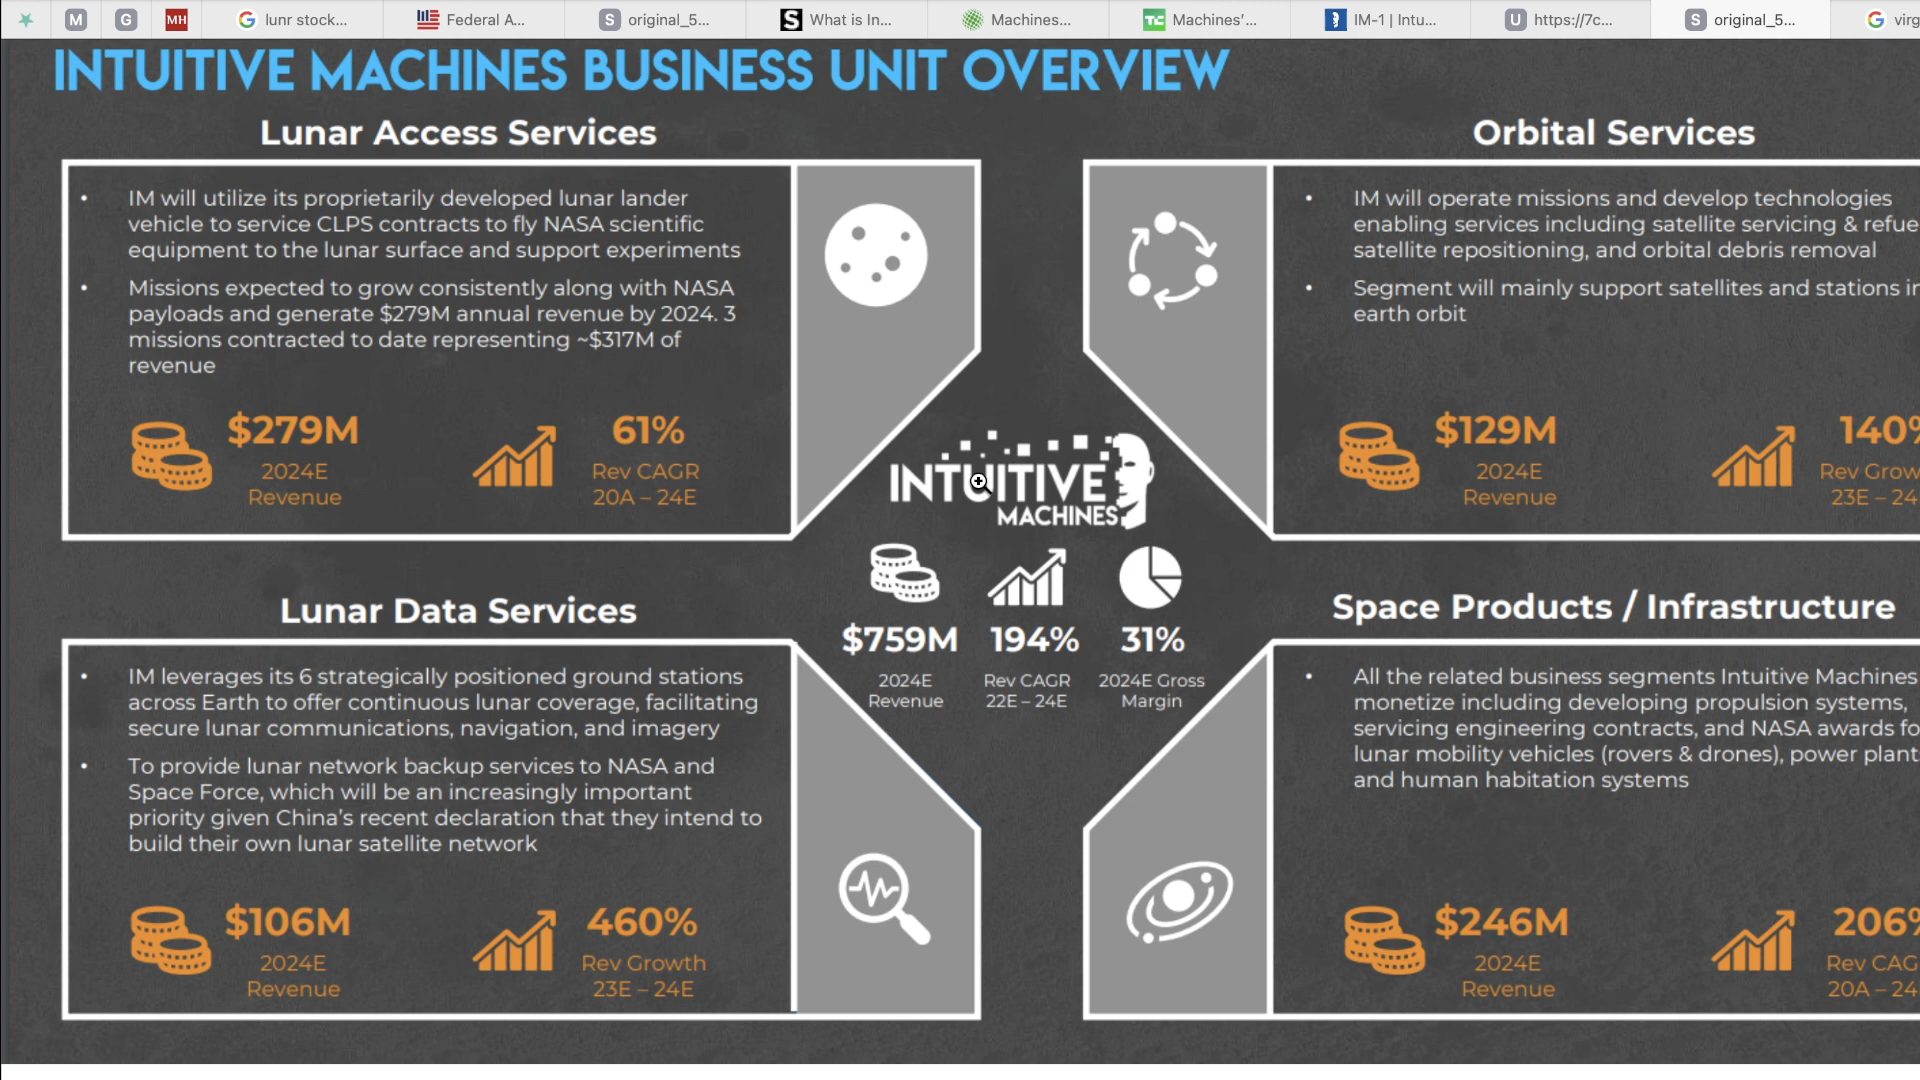 M
G
MH
lunr stock...
Federal A...
S
original_5...
S
What is In...
Machines...
TC
Machines'...
IM-1 | Intu...
U
https://7c...
S
original_5...
G
virg
INTUITIVE MACHINES BUSINESS UNIT OVERVIEW
Lunar Access Services
• IM will utilize its proprietarily developed lunar lander
vehicle to service CLPS contracts to fly NASA scientific
equipment to the lunar surface and support experiments
• Missions expected to grow consistently along with NASA
payloads and generate $279M annual revenue by 2024. 3
missions contracted to date representing ~$317M of
revenue
$279M
2024E
Revenue
61%
Rev CAGR
20A – 24E
Orbital Services
• IM will operate missions and develop technologies
enabling services including satellite servicing & refue
satellite repositioning, and orbital debris removal
• Segment will mainly support satellites and stations in
earth orbit
$129M
2024E
Revenue
140%
Rev Grow
23E – 24
INTUITIVE
MACHINES
$759M
2024E
Revenue
194%
Rev CAGR
22E – 24E
31%
2024E Gross
Margin
Lunar Data Services
• IM leverages its 6 strategically positioned ground stations
across Earth to offer continuous lunar coverage, facilitating
secure lunar communications, navigation, and imagery
• To provide lunar network backup services to NASA and
Space Force, which will be an increasingly important
priority given China's recent declaration that they intend to
build their own lunar satellite network
$106M
2024E
Revenue
460%
Rev Growth
23E – 24E
Space Products / Infrastructure
• All the related business segments Intuitive Machines
monetize including developing propulsion systems,
servicing engineering contracts, and NASA awards fo
lunar mobility vehicles (rovers & drones), power plant
and human habitation systems
$246M
2024E
Revenue
206%
Rev CAG
20A – 24